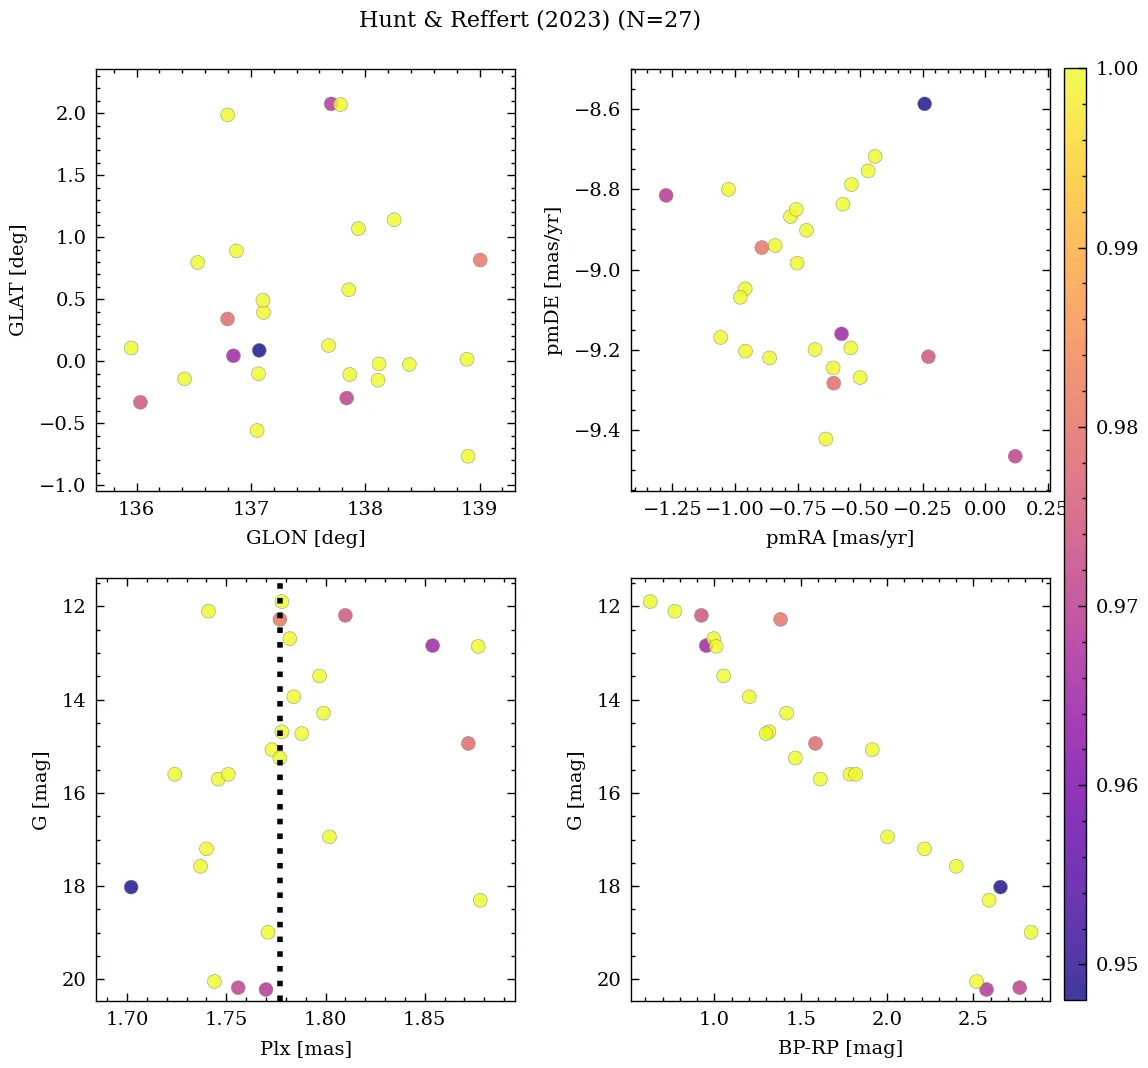 Hunt & Reffert (2023) (N=27)
2.0
1.5
1.0
0.5
0.0
−0.5
−1.0
GLAT [deg]
136 137 138 139
GLON [deg]
−8.6
−8.8
−9.0
−9.2
−9.4
pmDE [mas/yr]
−1.25 −1.00 −0.75 −0.50 −0.25 0.00 0.25
pmRA [mas/yr]
12
14
16
18
20
G [mag]
1.70 1.75 1.80 1.85
Plx [mas]
12
14
16
18
20
G [mag]
1.0 1.5 2.0 2.5
BP-RP [mag]
1.00
0.99
0.98
0.97
0.96
0.95